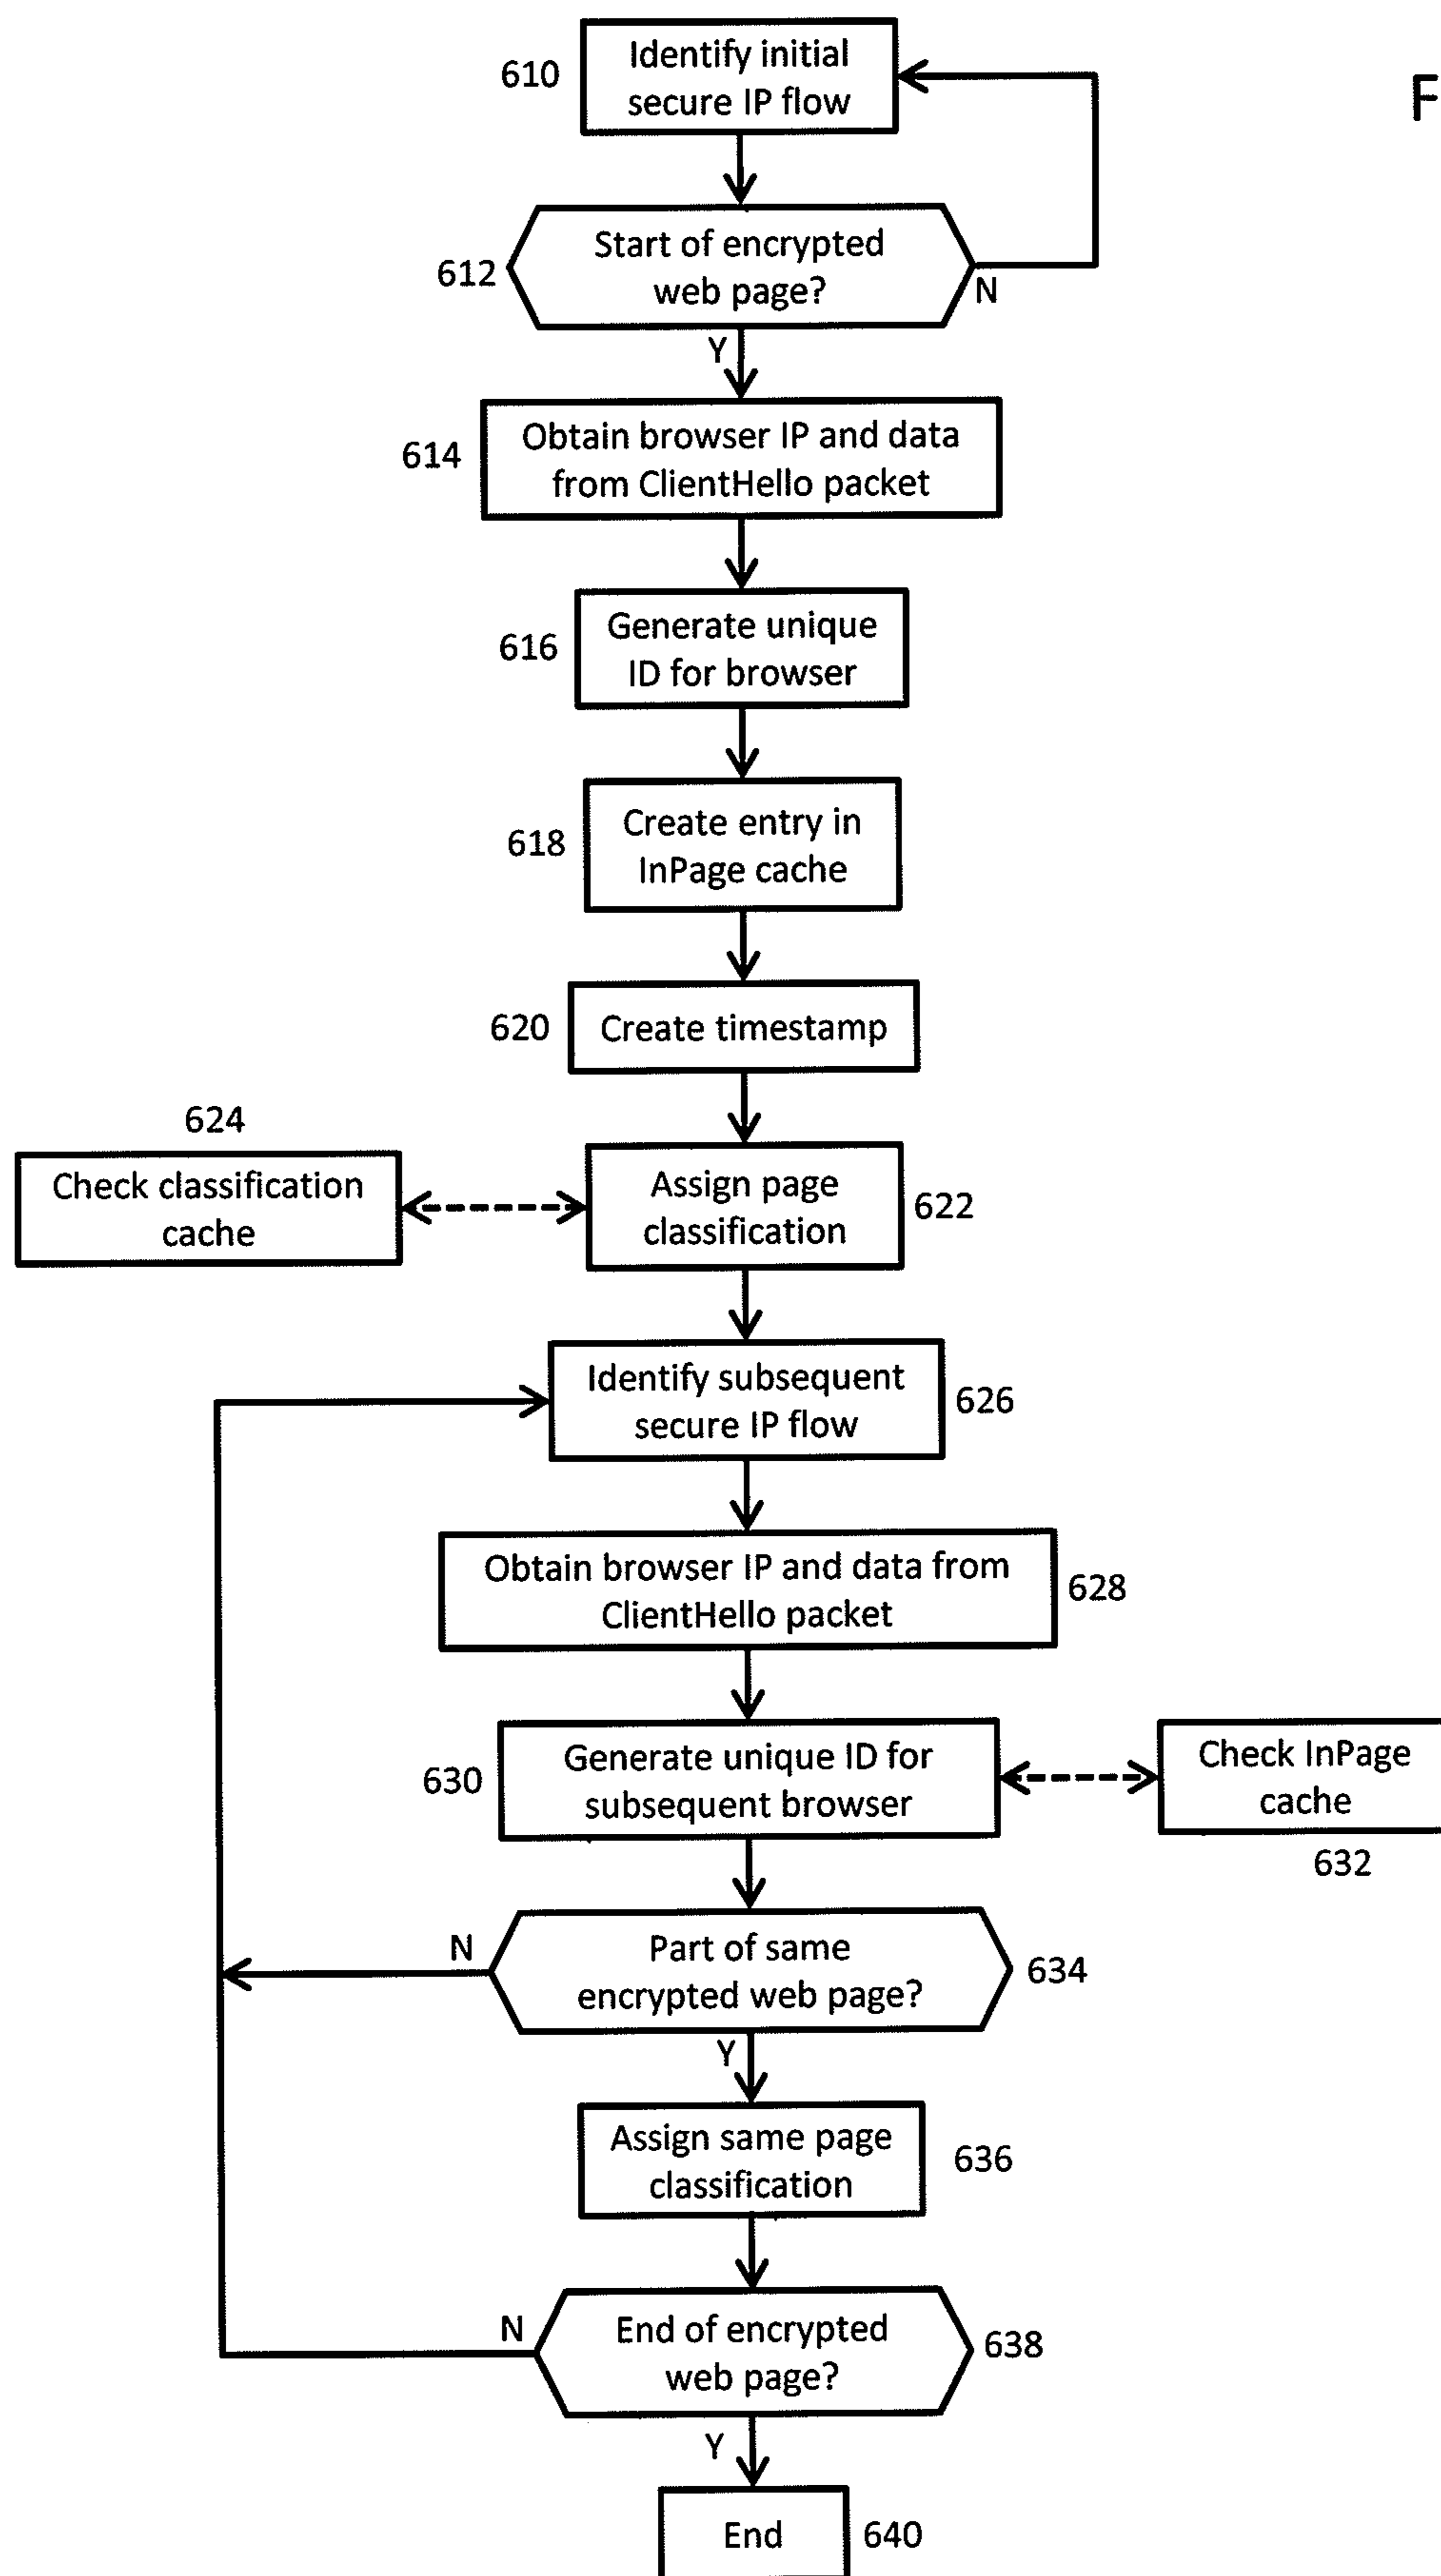 F
610
Identify initial
secure IP flow
612
Start of encrypted
web page?
N
Y
614
Obtain browser IP and data
from ClientHello packet
616
Generate unique
ID for browser
618
Create entry in
InPage cache
620
Create timestamp
624
Check classification
cache
Assign page
classification
622
Identify subsequent
secure IP flow
626
Obtain browser IP and data from
ClientHello packet
628
630
Generate unique ID for
subsequent browser
Check InPage
cache
632
N
Part of same
encrypted web page?
634
Y
Assign same page
classification
636
N
End of encrypted
web page?
638
Y
End
640